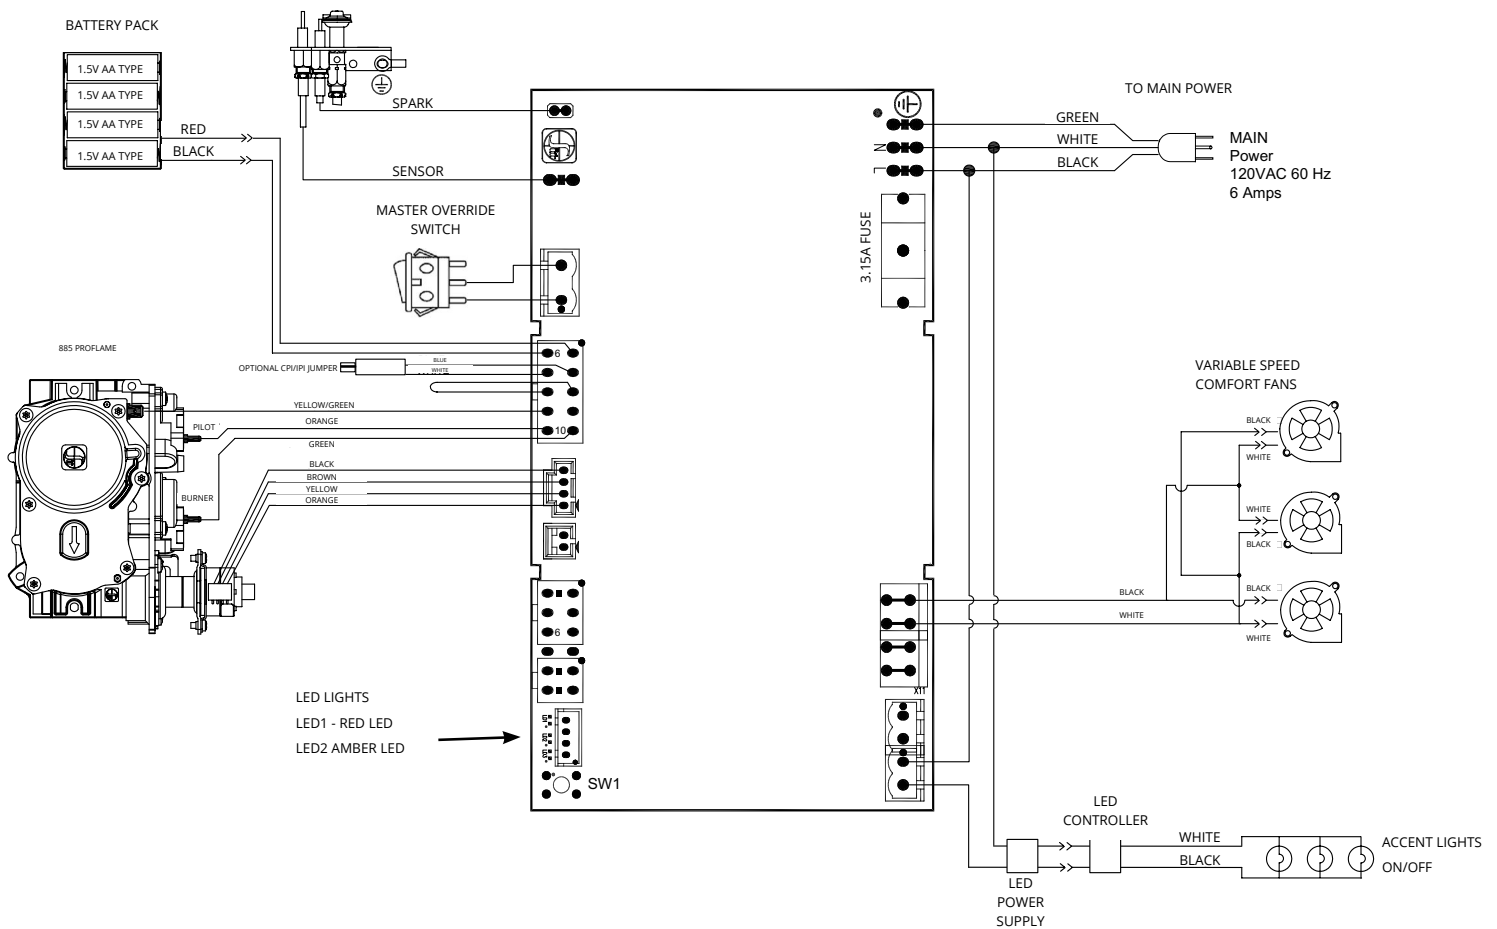 BATTERY PACK
1.5V AA TYPE
1.5V AA TYPE
1.5V AA TYPE
1.5V AA TYPE
RED
BLACK
SPARK
SENSOR
MASTER OVERRIDE
SWITCH
885 PROFLAME
OPTIONAL CPI/IPI JUMPER
BLUE
WHITE
YELLOW/GREEN
PILOT
ORANGE
GREEN
BLACK
BROWN
YELLOW
ORANGE
BURNER
6
10
6
LED LIGHTS
LED1 - RED LED
LED2 AMBER LED
SW1
N
L
3.15A FUSE
X11
TO MAIN POWER
GREEN
WHITE
BLACK
MAIN
Power
120VAC 60 Hz
6 Amps
VARIABLE SPEED
COMFORT FANS
BLACK
WHITE
WHITE
BLACK
BLACK
WHITE
BLACK
WHITE
LED
CONTROLLER
WHITE
BLACK
LED
POWER
SUPPLY
ACCENT LIGHTS
ON/OFF